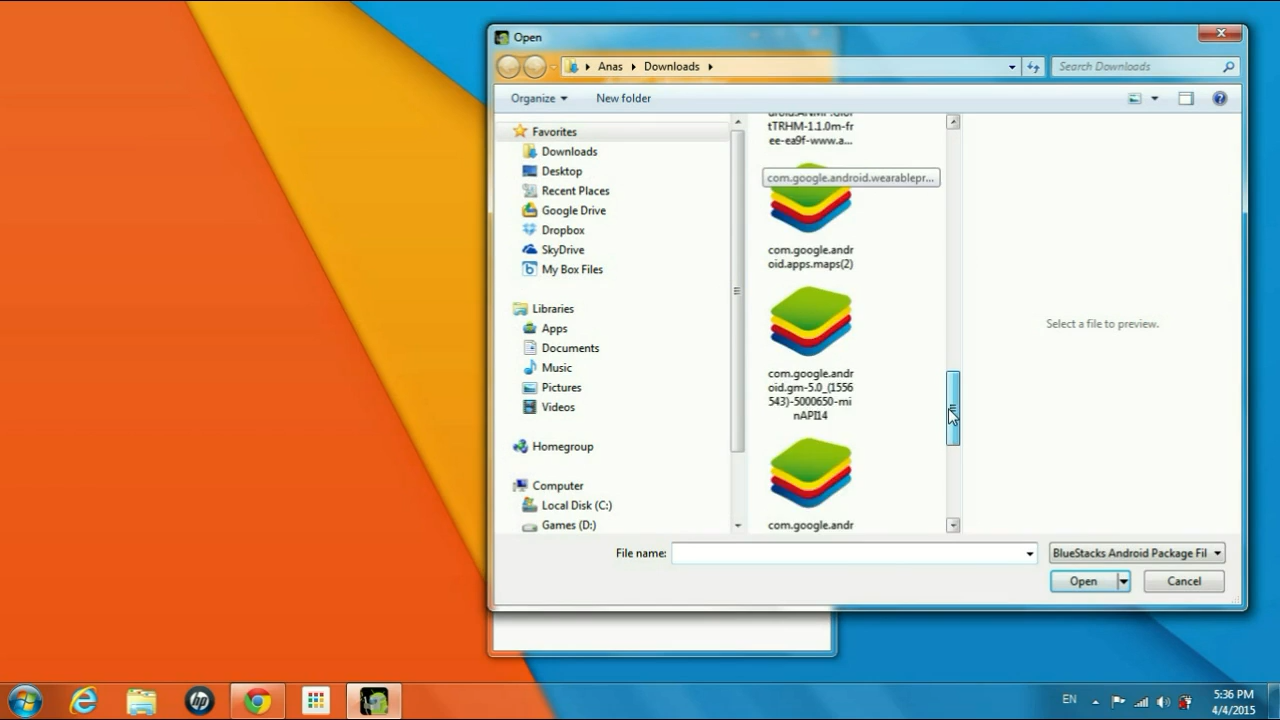 Open
Anas
Downloads
Search Downloads
Organize
New folder
Favorites
Downloads
Desktop
Recent Places
Google Drive
Dropbox
SkyDrive
My Box Files
Libraries
Apps
Documents
Music
Pictures
Videos
Homegroup
Computer
Local Disk (C:)
Games (D:)
tTRHM-1.1.0m-fr
ee-ea9f-www.a...
com.google.android.wearablepr...
com.google.andr
oid.apps.maps(2)
com.google.andr
oid.gm-5.0_(1556
543)-5000650-mi
nAPI14
com.google.andr
Select a file to preview.
File name:
BlueStacks Android Package Fil
Open
Cancel
hp
EN
5:36 PM
4/4/2015